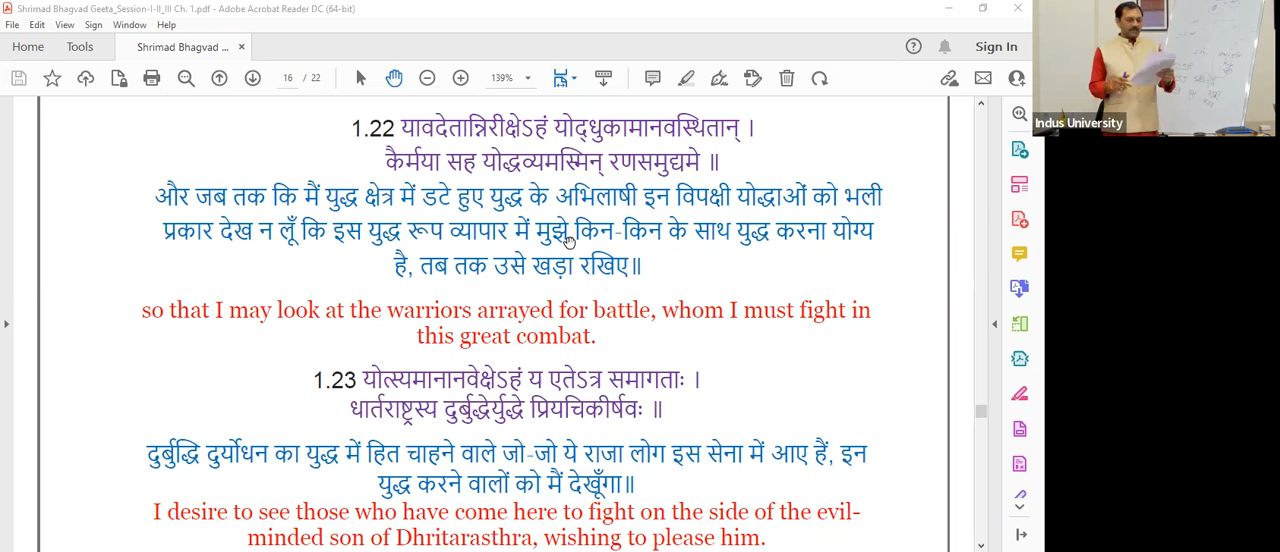 Shrimad Bhagvad Geeta_Session-I-II_III Ch. 1.pdf - Adobe Acrobat Reader DC (64-bit)
File Edit View Sign Window Help
Home Tools Shrimad Bhagvad ... × Sign In
16 / 22 139%
Indus University
1.22 यावदेतान्निरीक्षेऽहं योद्धुकामानवस्थितान् ।
कैर्मया सह योद्धव्यमस्मिन् रणसमुद्यमे ॥
और जब तक कि मैं युद्ध क्षेत्र में डटे हुए युद्ध के अभिलाषी इन विपक्षी योद्धाओं को भली
प्रकार देख न लूँ कि इस युद्ध रूप व्यापार में मुझे किन-किन के साथ युद्ध करना योग्य
है, तब तक उसे खड़ा रखिए॥
so that I may look at the warriors arrayed for battle, whom I must fight in
this great combat.
1.23 योत्स्यमानानवेक्षेऽहं य एतेऽत्र समागताः ।
धार्तराष्ट्रस्य दुर्बुद्धेर्युद्धे प्रियचिकीर्षवः ॥
दुर्बुद्धि दुर्योधन का युद्ध में हित चाहने वाले जो-जो ये राजा लोग इस सेना में आए हैं, इन
युद्ध करने वालों को मैं देखूँगा॥
I desire to see those who have come here to fight on the side of the evil-
minded son of Dhritarasthra, wishing to please him.